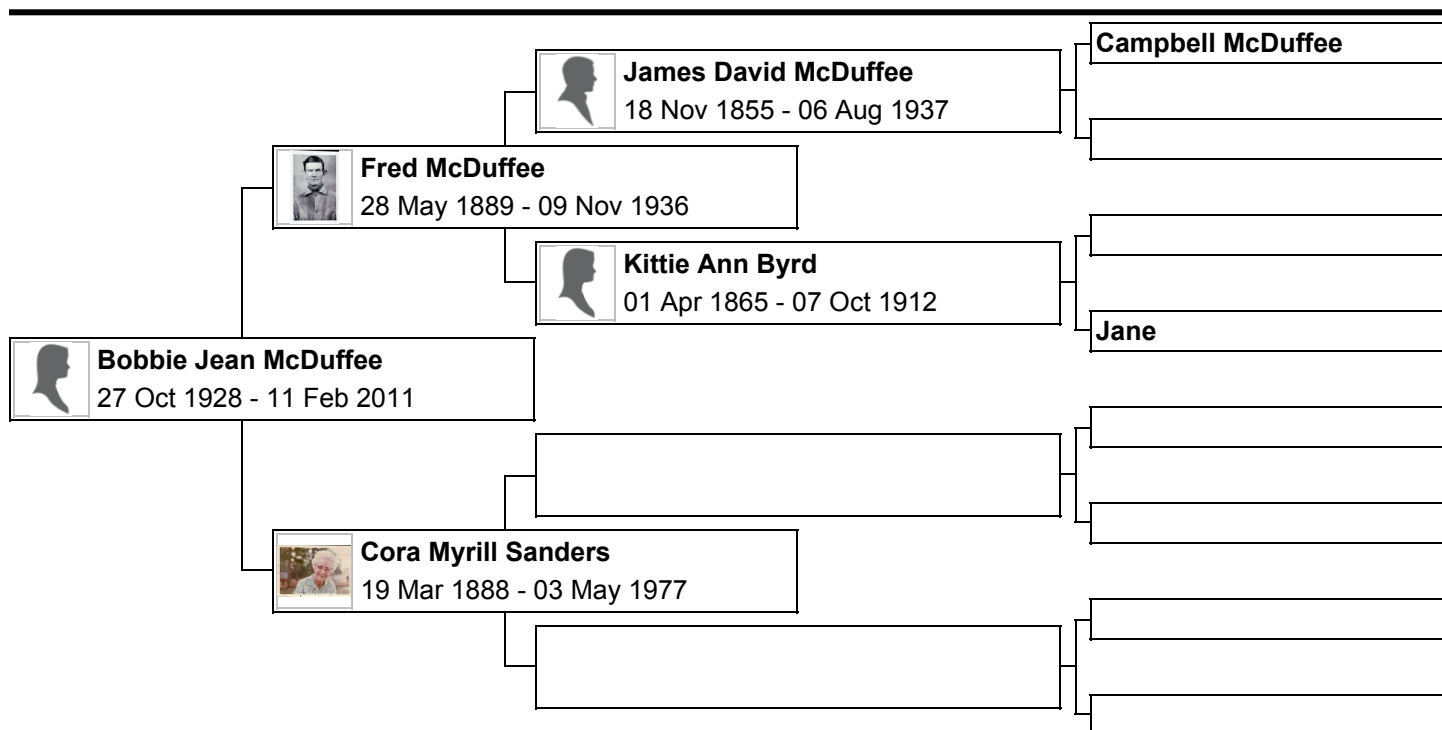 Campbell McDuffee
James David McDuffee
18 Nov 1855 - 06 Aug 1937
Fred McDuffee
28 May 1889 - 09 Nov 1936
Kittie Ann Byrd
01 Apr 1865 - 07 Oct 1912
Jane
Bobbie Jean McDuffee
27 Oct 1928 - 11 Feb 2011
Cora Myrill Sanders
19 Mar 1888 - 03 May 1977